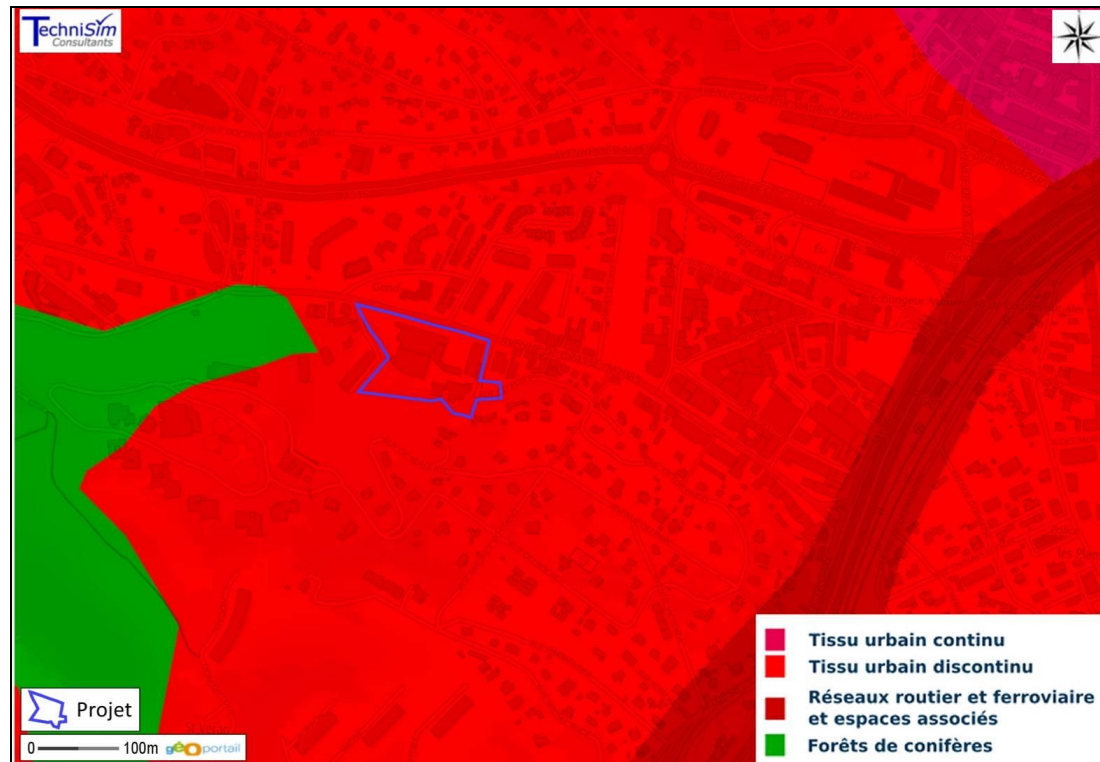 TechniSim
Consultants
Projet
0 100m géoportail
Tissu urbain continu
Tissu urbain discontinu
Réseaux routier et ferroviaire
et espaces associés
Forêts de conifères